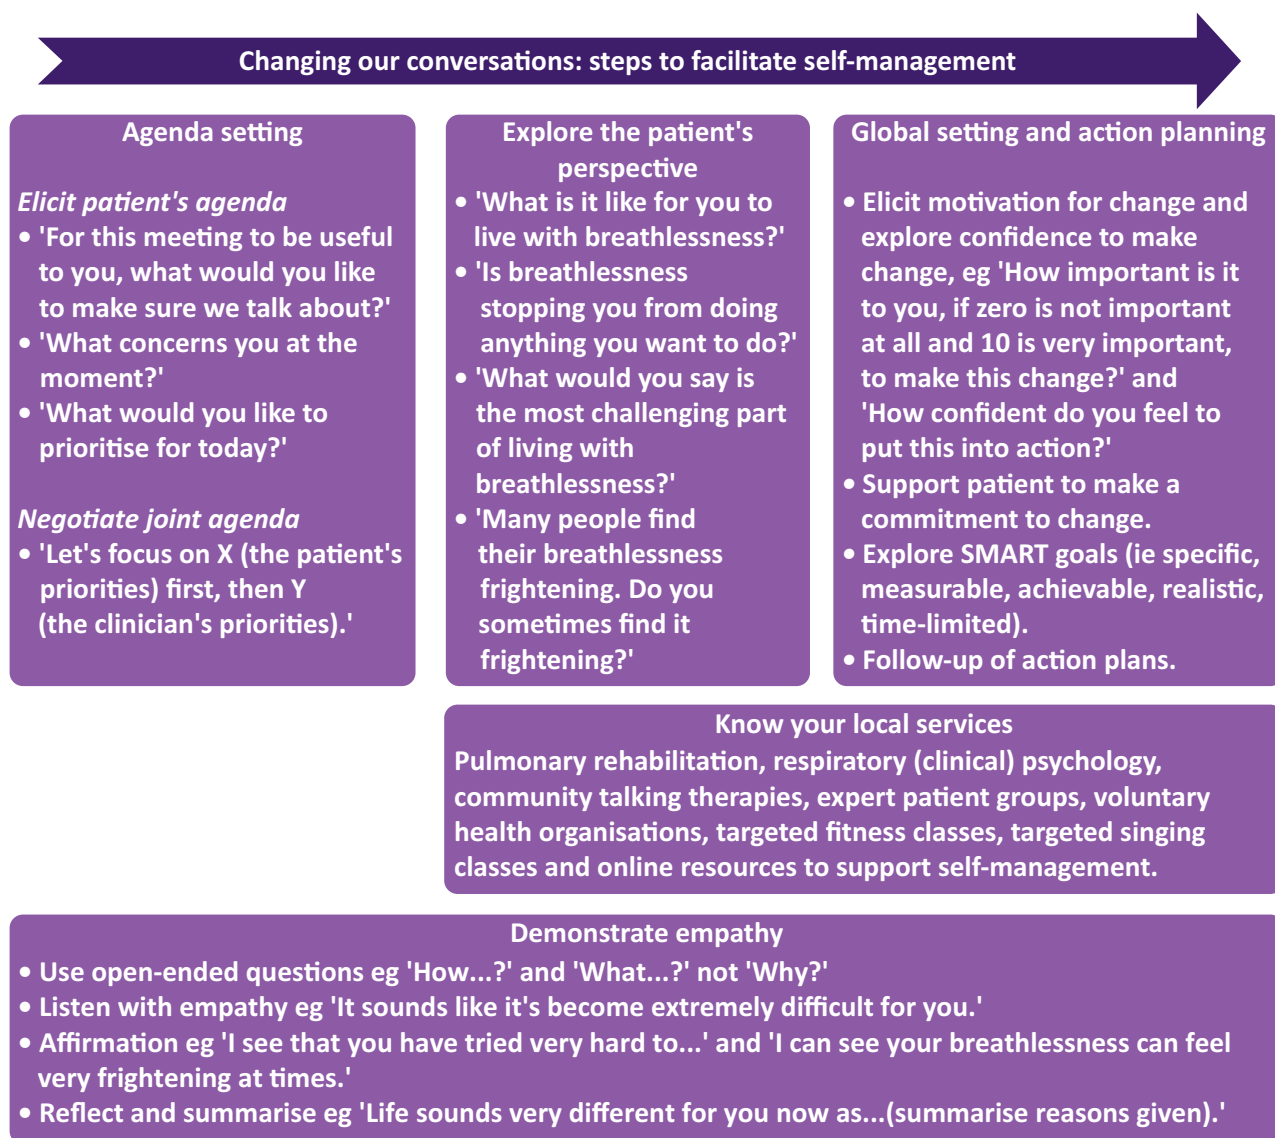 Changing our conversations: steps to facilitate self-management
Agenda setting
Elicit patient's agenda
• 'For this meeting to be useful
to you, what would you like
to make sure we talk about?'
• 'What concerns you at the
moment?'
• 'What would you like to
prioritise for today?'
Negotiate joint agenda
• 'Let's focus on X (the patient's
priorities) first, then Y
(the clinician's priorities).'
Explore the patient's
perspective
• 'What is it like for you to
live with breathlessness?'
• 'Is breathlessness
stopping you from doing
anything you want to do?'
• 'What would you say is
the most challenging part
of living with
breathlessness?'
• 'Many people find
their breathlessness
frightening. Do you
sometimes find it
frightening?'
Global setting and action planning
• Elicit motivation for change and
explore confidence to make
change, eg 'How important is it
to you, if zero is not important
at all and 10 is very important,
to make this change?' and
'How confident do you feel to
put this into action?'
• Support patient to make a
commitment to change.
• Explore SMART goals (ie specific,
measurable, achievable, realistic,
time-limited).
• Follow-up of action plans.
Know your local services
Pulmonary rehabilitation, respiratory (clinical) psychology,
community talking therapies, expert patient groups, voluntary
health organisations, targeted fitness classes, targeted singing
classes and online resources to support self-management.
Demonstrate empathy
• Use open-ended questions eg 'How...?' and 'What...?' not 'Why?'
• Listen with empathy eg 'It sounds like it's become extremely difficult for you.'
• Affirmation eg 'I see that you have tried very hard to...' and 'I can see your breathlessness can feel
very frightening at times.'
• Reflect and summarise eg 'Life sounds very different for you now as...(summarise reasons given).'